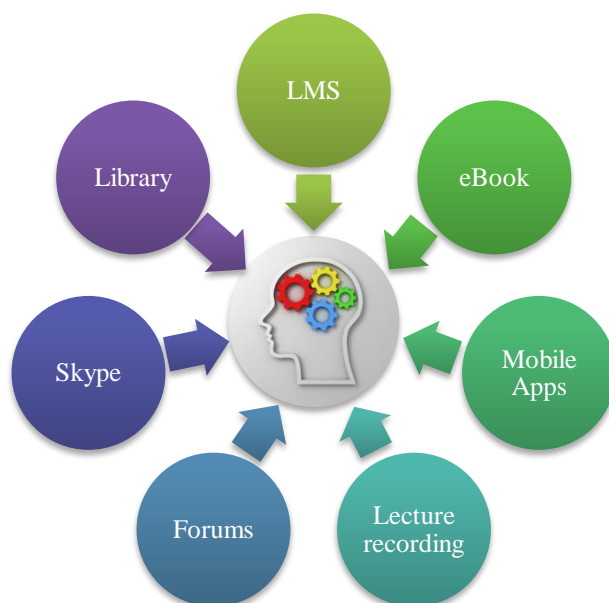 LMS
eBook
Mobile
Apps
Lecture
recording
Forums
Skype
Library